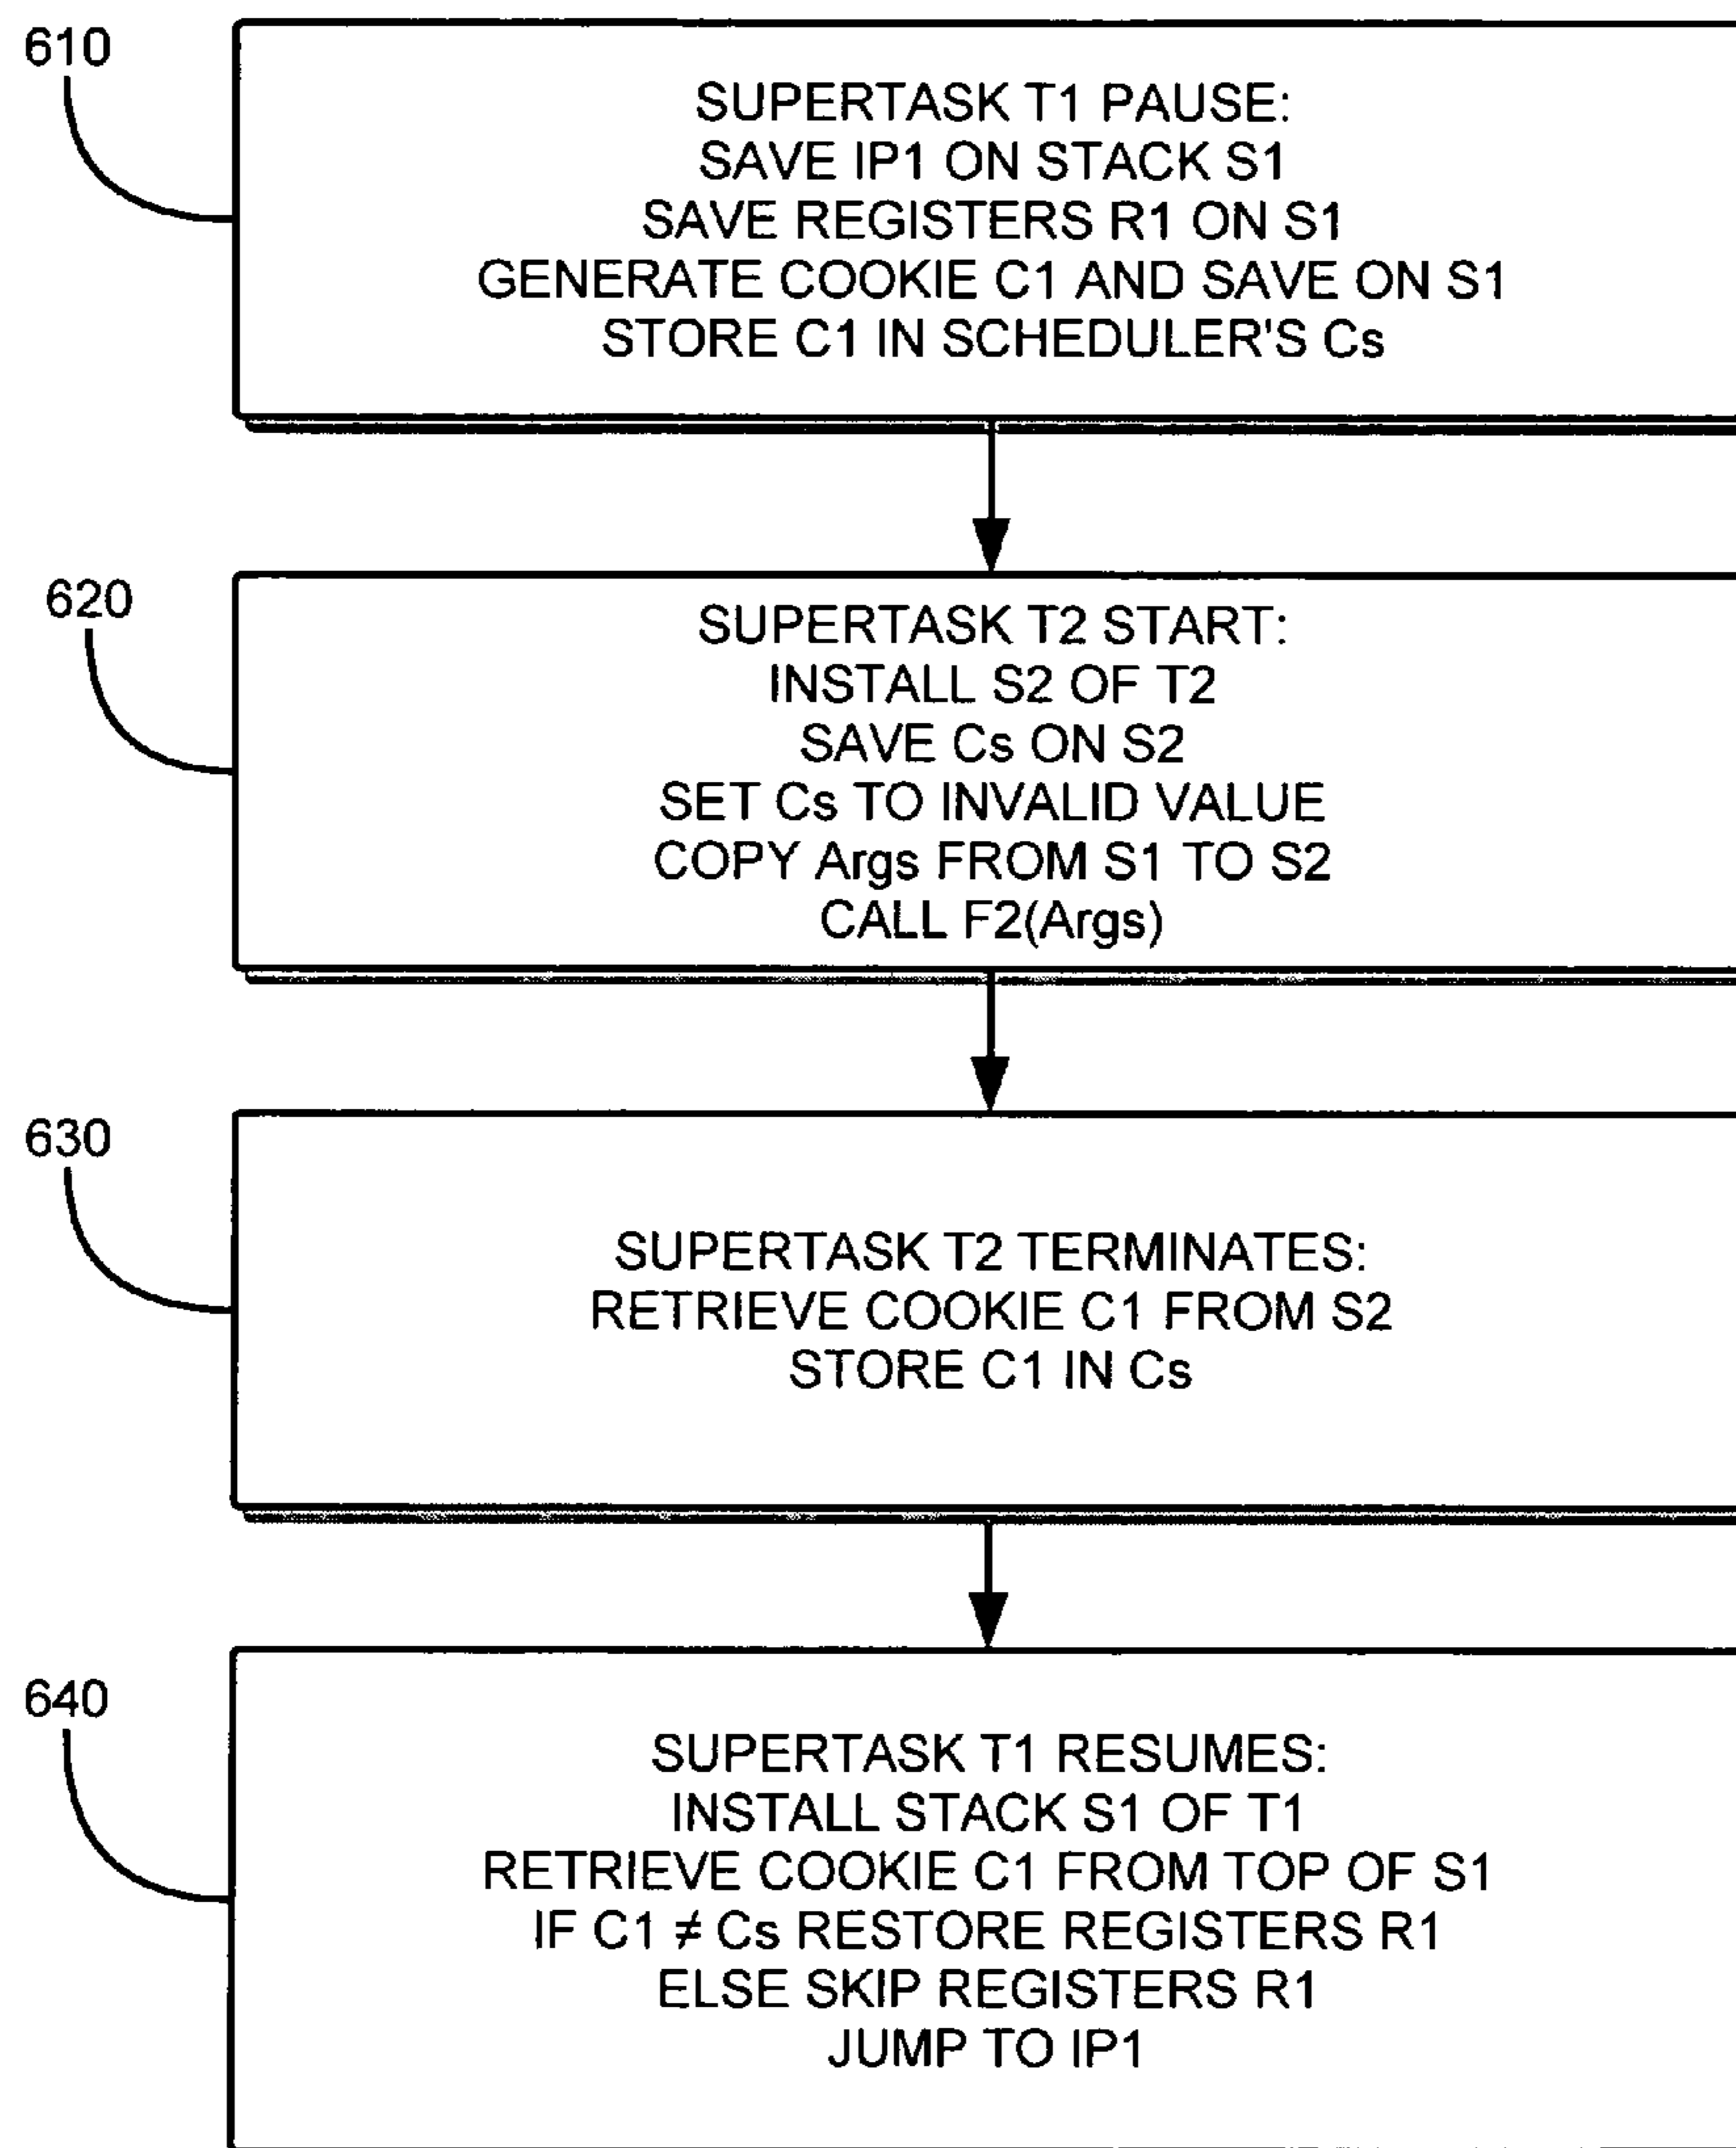 610
SUPERTASK T1 PAUSE:
SAVE IP1 ON STACK S1
SAVE REGISTERS R1 ON S1
GENERATE COOKIE C1 AND SAVE ON S1
STORE C1 IN SCHEDULER'S Cs
620
SUPERTASK T2 START:
INSTALL S2 OF T2
SAVE Cs ON S2
SET Cs TO INVALID VALUE
COPY Args FROM S1 TO S2
CALL F2(Args)
630
SUPERTASK T2 TERMINATES:
RETRIEVE COOKIE C1 FROM S2
STORE C1 IN Cs
640
SUPERTASK T1 RESUMES:
INSTALL STACK S1 OF T1
RETRIEVE COOKIE C1 FROM TOP OF S1
IF C1 ≠ Cs RESTORE REGISTERS R1
ELSE SKIP REGISTERS R1
JUMP TO IP1